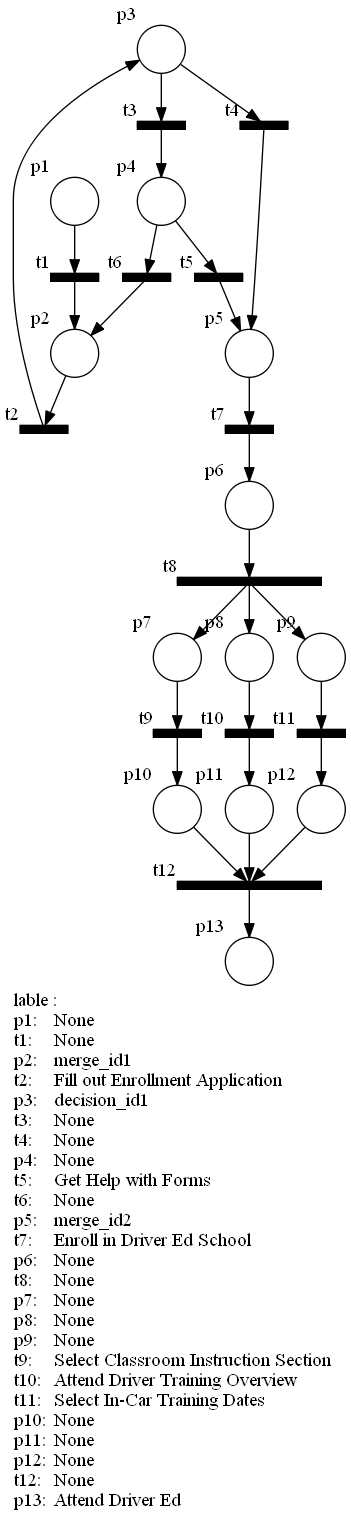 p3
t3
t4
p1
p4
t1
t6
t5
p2
p5
t2
t7
p6
t8
p7
p8
p9
t9
t10
t11
p10
p11
p12
t12
p13
lable :
p1: None
t1: None
p2: merge_id1
t2: Fill out Enrollment Application
p3: decision_id1
t3: None
t4: None
p4: None
t5: Get Help with Forms
t6: None
p5: merge_id2
t7: Enroll in Driver Ed School
p6: None
t8: None
p7: None
p8: None
p9: None
t9: Select Classroom Instruction Section
t10: Attend Driver Training Overview
t11: Select In-Car Training Dates
p10: None
p11: None
p12: None
t12: None
p13: Attend Driver Ed